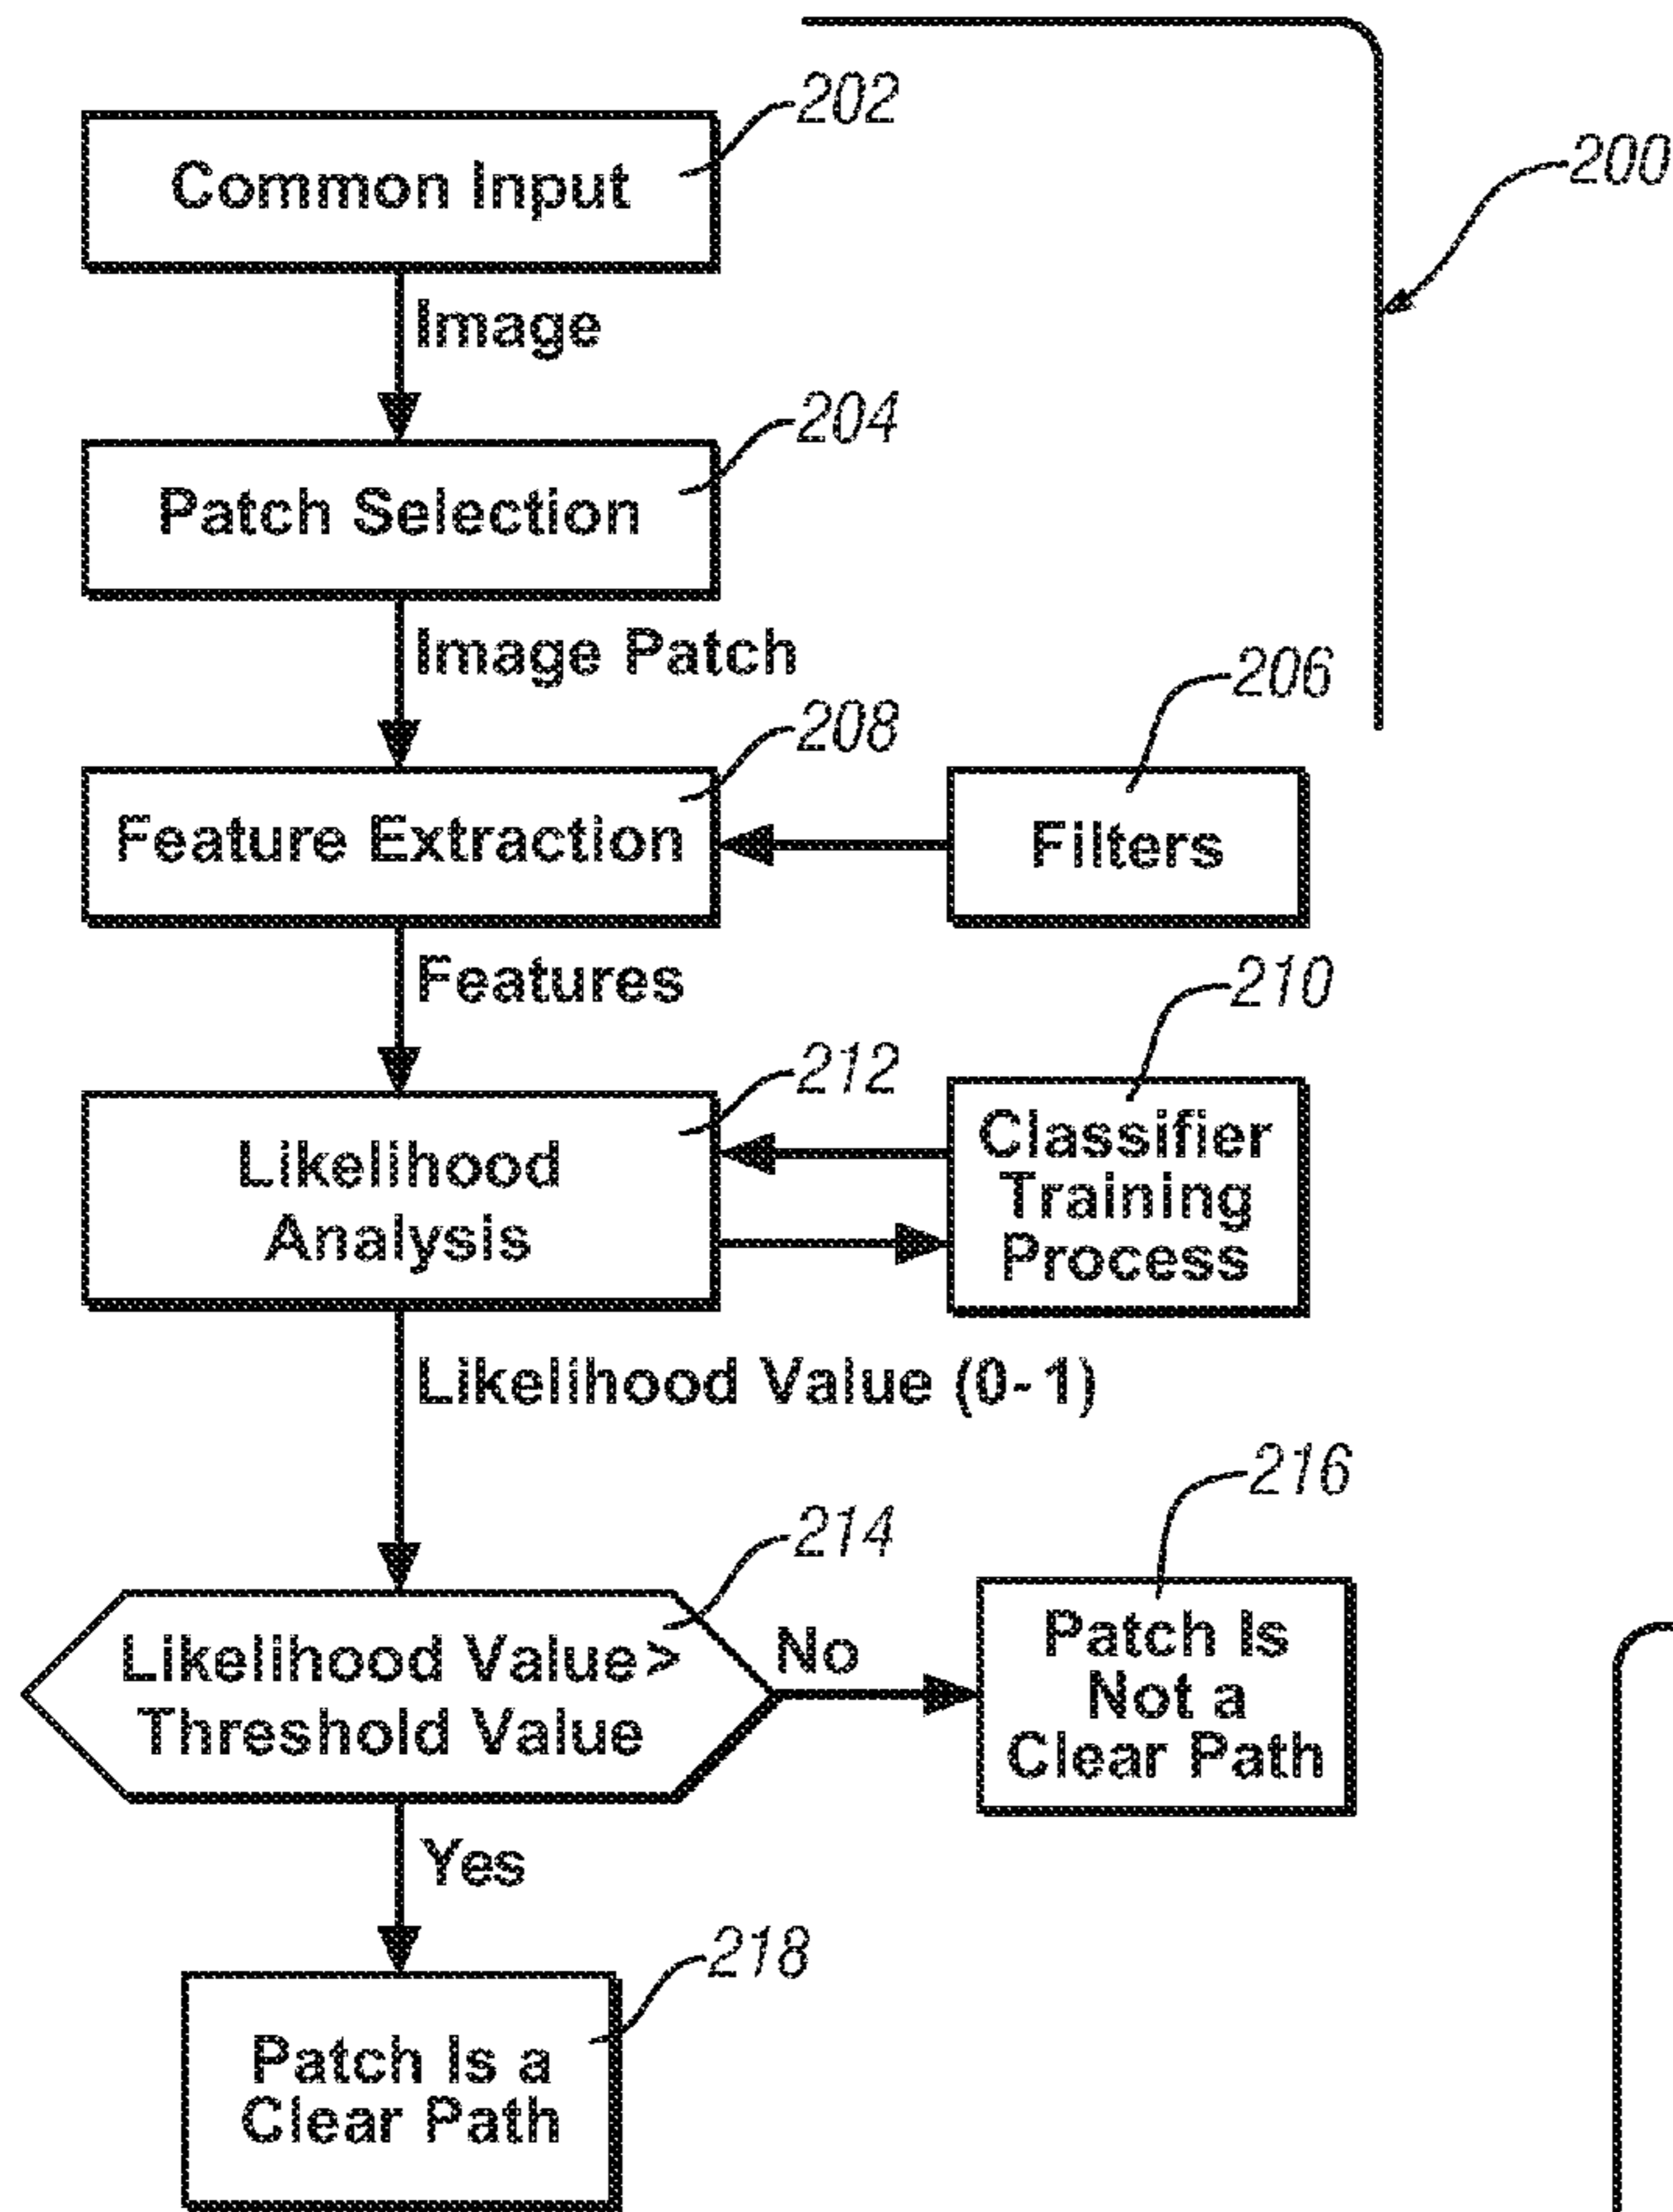 202
Common Input
200
Image
204
Patch Selection
Image Patch
206
208
Feature Extraction
Filters
Features
210
212
Likelihood
Analysis
Classifier
Training
Process
Likelihood Value (0-1)
216
214
Likelihood Value>
Threshold Value
No
Patch Is
Not a
Clear Path
Yes
218
Patch Is a
Clear Path